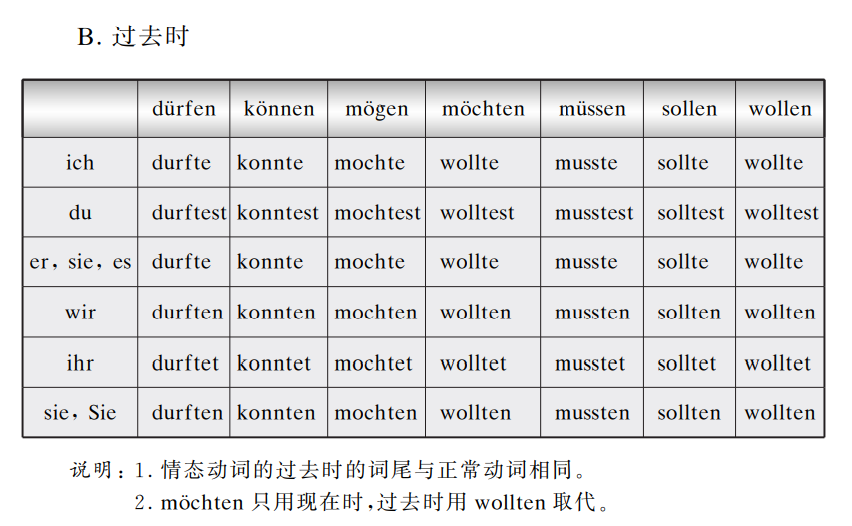 B. 过去时
dürfen können mögen möchten müssen sollen wollen
ich durfte konnte mochte wollte musste sollte wollte
du durftest konntest mochtest wolltest musstest solltest wolltest
er, sie, es durfte konnte mochte wollte musste sollte wollte
wir durften konnten mochten wollten mussten sollten wollten
ihr durftet konntet mochtet wolltet musstet solltet wolltet
sie, Sie durften konnten mochten wollten mussten sollten wollten
说明:1. 情态动词的过去时的词尾与正常动词相同。
2. möchten 只用现在时,过去时用 wollten 取代。